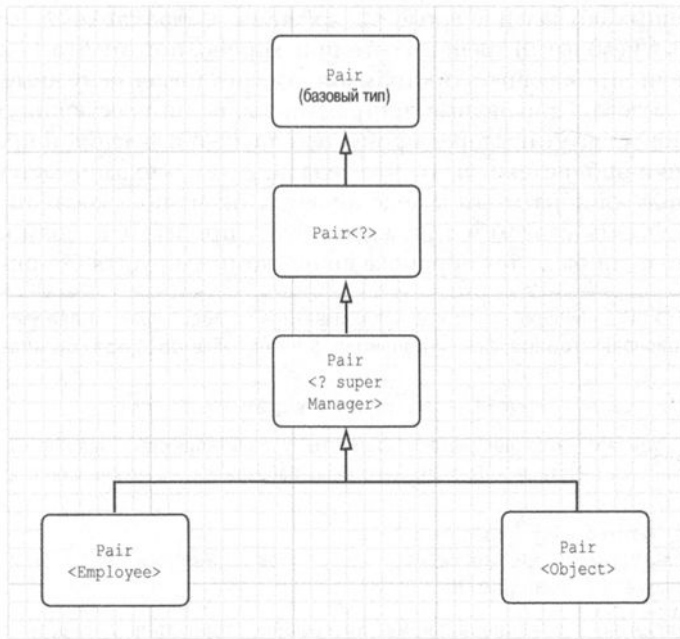 Pair
(базовый тип)
Pair<?>
Pair
<? super
Manager>
Pair
<Employee>
Pair
<Object>